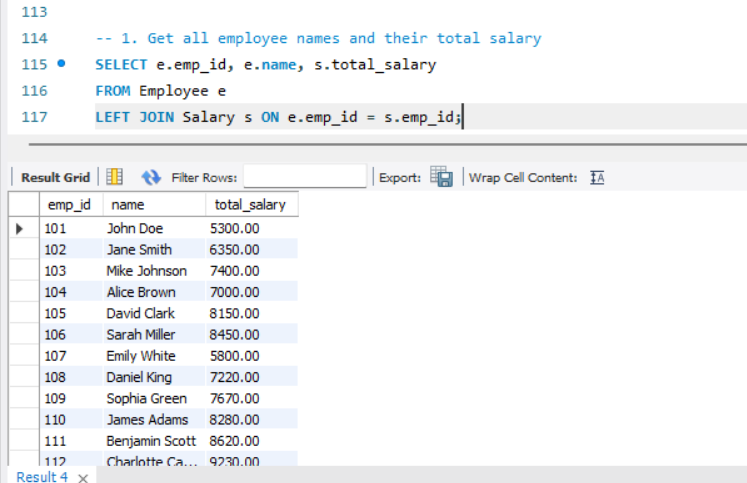 113
114 -- 1. Get all employee names and their total salary
115 SELECT e.emp_id, e.name, s.total_salary
116 FROM Employee e
117 LEFT JOIN Salary s ON e.emp_id = s.emp_id;
Result Grid Filter Rows: Export: Wrap Cell Content: IA
emp_id name total_salary
101 John Doe 5300.00
102 Jane Smith 6350.00
103 Mike Johnson 7400.00
104 Alice Brown 7000.00
105 David Clark 8150.00
106 Sarah Miller 8450.00
107 Emily White 5800.00
108 Daniel King 7220.00
109 Sophia Green 7670.00
110 James Adams 8280.00
111 Benjamin Scott 8620.00
112 Charlotte Ca... 9230.00
Result 4 ×